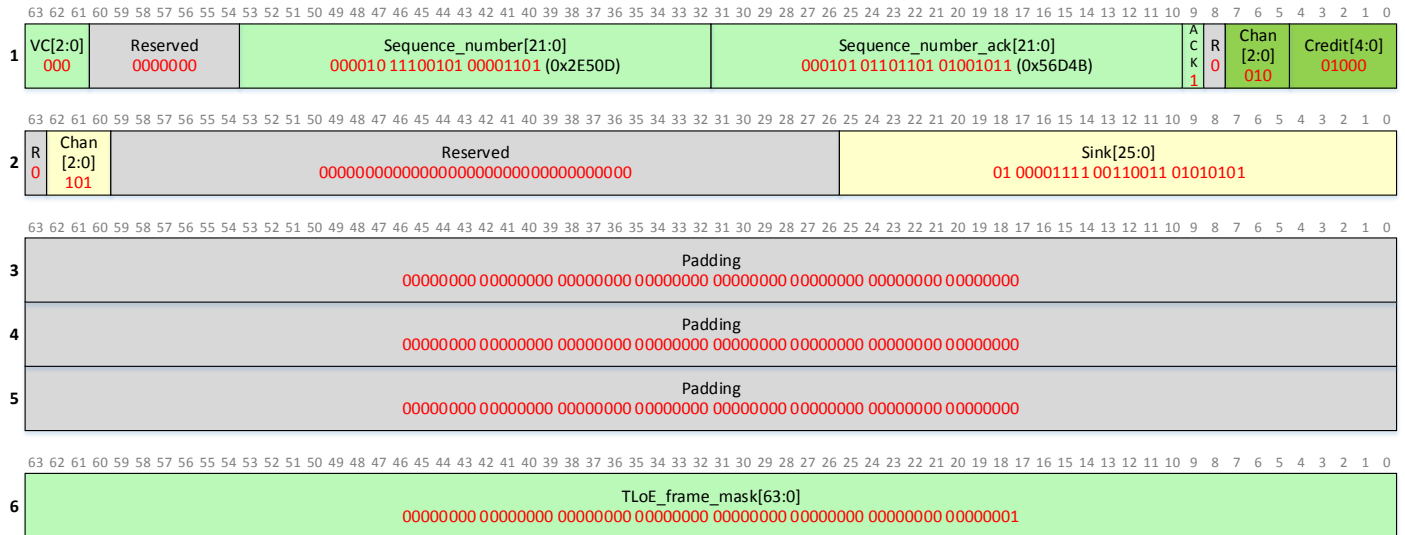 63 62 61 60 59 58 57 56 55 54 53 52 51 50 49 48 47 46 45 44 43 42 41 40 39 38 37 36 35 34 33 32 31 30 29 28 27 26 25 24 23 22 21 20 19 18 17 16 15 14 13 12 11 10 9 8 7 6 5 4 3 2 1 0
1
VC[2:0]
000
Reserved
0000000
Sequence_number[21:0]
000010 11100101 00001101 (0x2E50D)
Sequence_number_ack[21:0]
000101 01101101 01001011 (0x56D4B)
A
C
K
1
R
0
Chan
[2:0]
010
Credit[4:0]
01000
63 62 61 60 59 58 57 56 55 54 53 52 51 50 49 48 47 46 45 44 43 42 41 40 39 38 37 36 35 34 33 32 31 30 29 28 27 26 25 24 23 22 21 20 19 18 17 16 15 14 13 12 11 10 9 8 7 6 5 4 3 2 1 0
2
R
0
Chan
[2:0]
101
Reserved
00000000000000000000000000000000000
Sink[25:0]
01 00001111 00110011 01010101
63 62 61 60 59 58 57 56 55 54 53 52 51 50 49 48 47 46 45 44 43 42 41 40 39 38 37 36 35 34 33 32 31 30 29 28 27 26 25 24 23 22 21 20 19 18 17 16 15 14 13 12 11 10 9 8 7 6 5 4 3 2 1 0
3
Padding
00000000 00000000 00000000 00000000 00000000 00000000 00000000 00000000
4
Padding
00000000 00000000 00000000 00000000 00000000 00000000 00000000 00000000
5
Padding
00000000 00000000 00000000 00000000 00000000 00000000 00000000 00000000
63 62 61 60 59 58 57 56 55 54 53 52 51 50 49 48 47 46 45 44 43 42 41 40 39 38 37 36 35 34 33 32 31 30 29 28 27 26 25 24 23 22 21 20 19 18 17 16 15 14 13 12 11 10 9 8 7 6 5 4 3 2 1 0
6
TLoE_frame_mask[63:0]
00000000 00000000 00000000 00000000 00000000 00000000 00000000 00000001